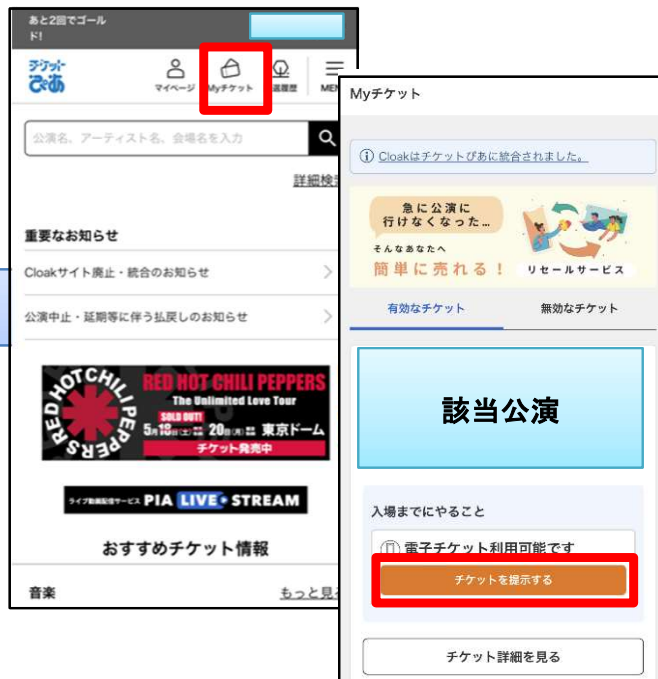 あと2回でゴール
ド!
チケット
ぴあ
マイページ
Myチケット
選履歴
公演名、アーティスト名、会場名を入力
詳細検
重要なお知らせ
Cloakサイト廃止・統合のお知らせ
公演中止・延期等に伴う払戻しのお知らせ
RED HOT CHILI PEPPERS
RED HOT CHILI PEPPERS
The Unlimited Love Tour
SOLD OUT!
5月18日(土) 20日(月) 東京ドーム
チケット発売中
ライブ動画配信サービス PIA LIVE STREAM
おすすめチケット情報
音楽
もっと見
Myチケット
Cloakはチケットぴあに統合されました。
急に公演に
行けなくなった…
そんなあなたへ
簡単に売れる!
リセールサービス
有効なチケット
無効なチケット
該当公演
入場までにやること
電子チケット利用可能です
チケットを提示する
チケット詳細を見る